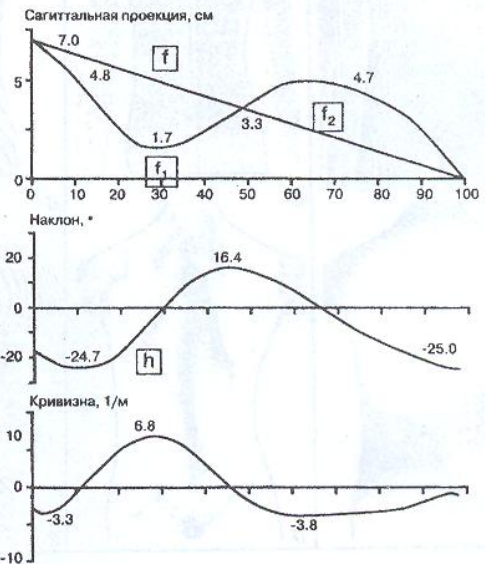 Сагиттальная проекция, см
7.0
f
4.8
5
4.7
1.7
3.3
f₂
f₁
0
0 10 20 30 40 50 60 70 80 90 100
Наклон, °
20
16.4
0
-24.7
h
-25.0
-20
Кривизна, 1/м
6.8
10
0
-3.3
-3.8
-10